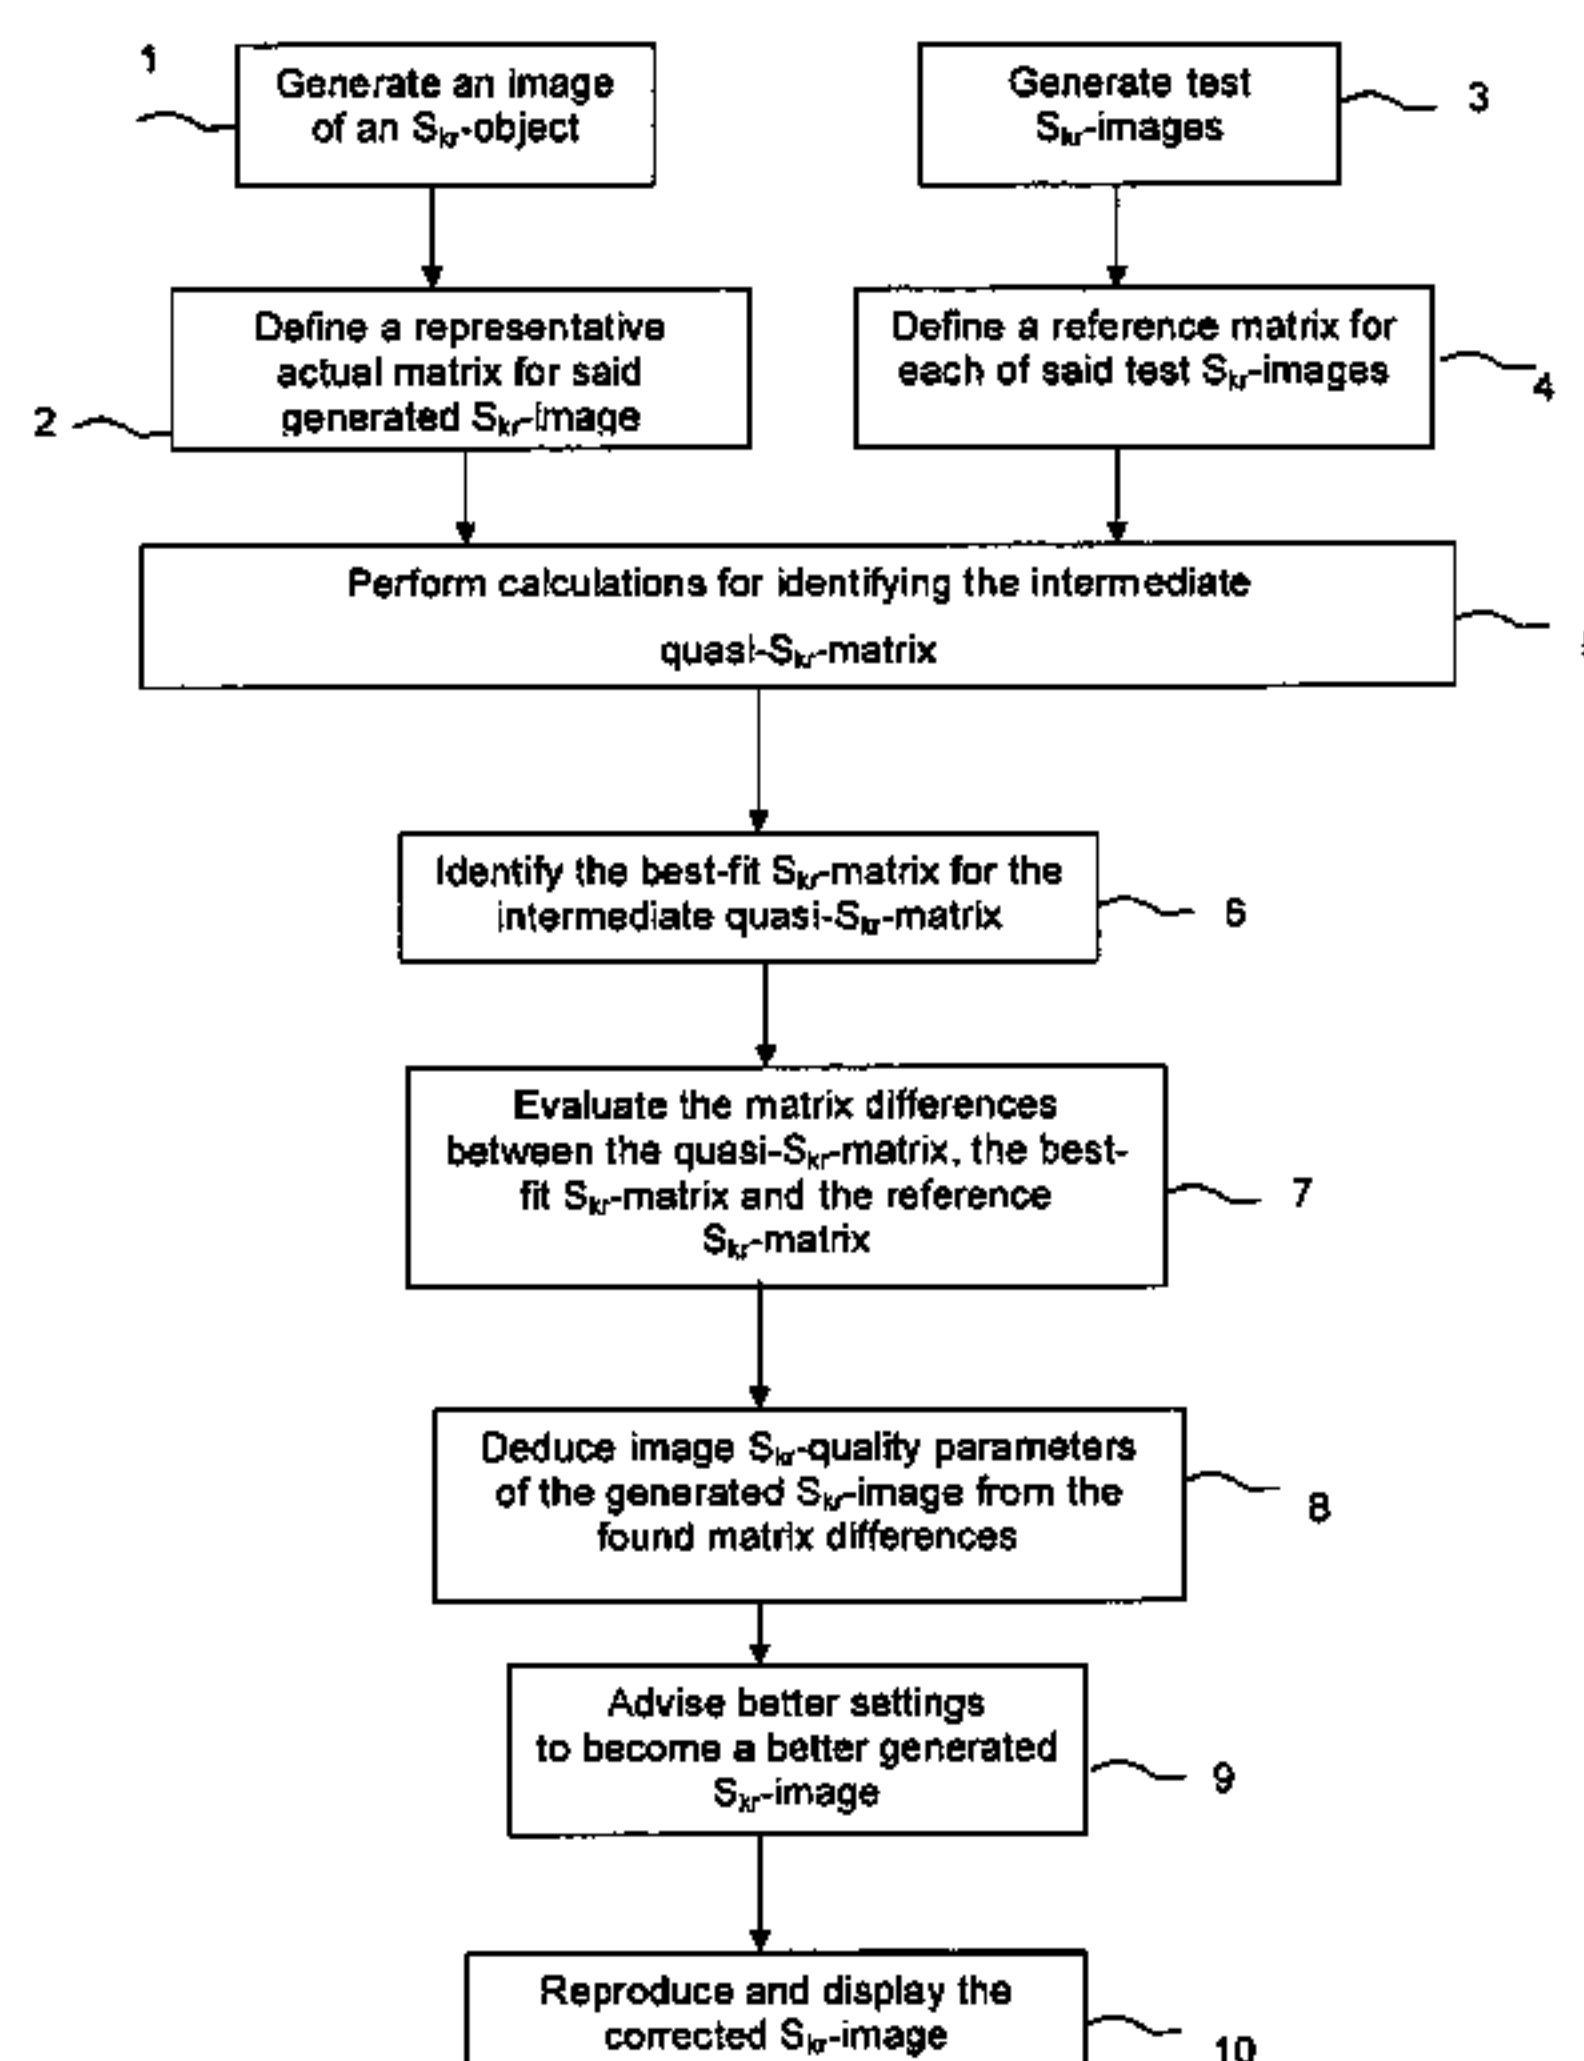 1
Generate an image
of an Skr-object
Generate test
Skr-images
3
Define a representative
actual matrix for said
generated Skr-image
2
Define a reference matrix for
each of said test Skr-images
4
Perform calculations for identifying the intermediate
quasi-Skr-matrix
Identify the best-fit Skr-matrix for the
intermediate quasi-Skr-matrix
6
Evaluate the matrix differences
between the quasi-Skr-matrix, the best-
fit Skr-matrix and the reference
Skr-matrix
7
Deduce image Skr-quality parameters
of the generated Skr-image from the
found matrix differences
8
Advise better settings
to become a better generated
Skr-image
9
Reproduce and display the
corrected Skr-image
10